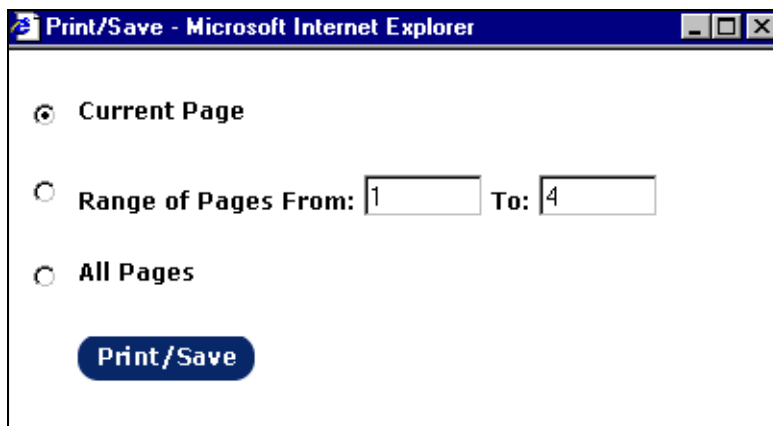 Print/Save - Microsoft Internet Explorer
Current Page
Range of Pages From: 1 To: 4
All Pages
Print/Save